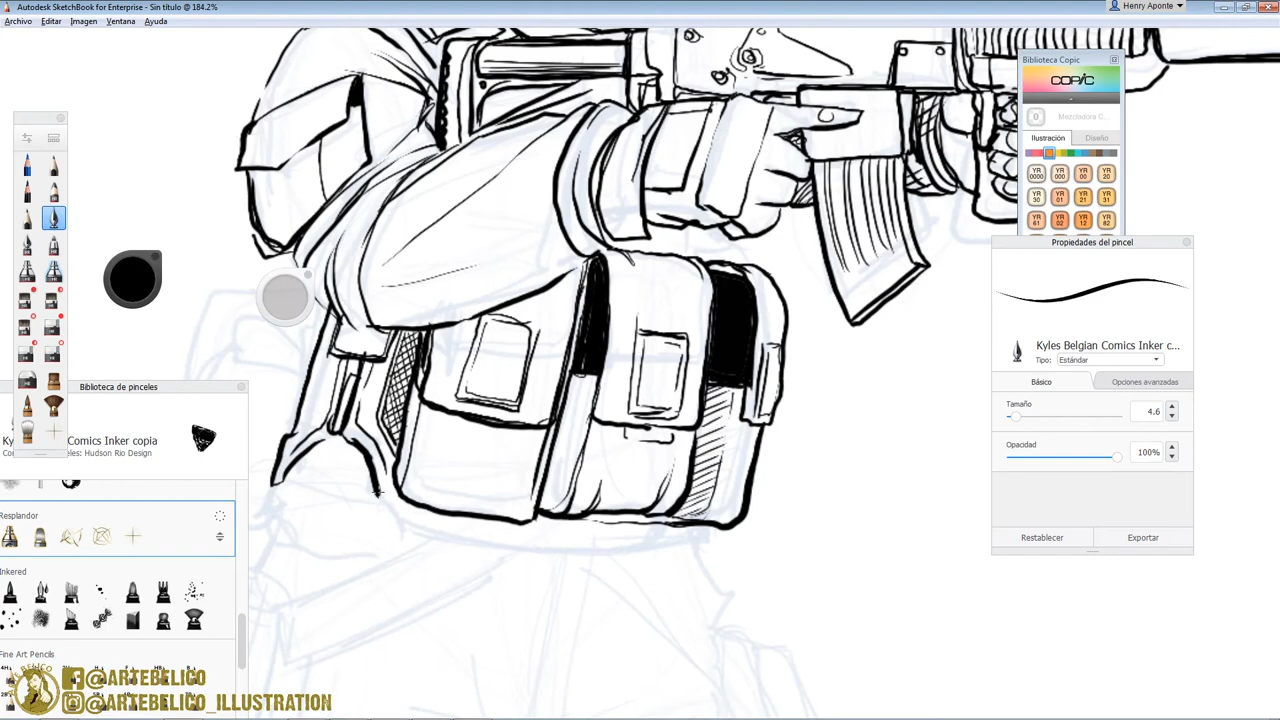 Autodesk SketchBook for Enterprise - Sin título @ 184.2%
Henry Aponte
Archivo Editar Imagen Ventana Ayuda
Biblioteca Copic
COPIC
0 Mezcladora C...
Ilustración Diseño
YR 0000 YR 000 YR 00 YR 20
YR 30 YR 01 YR 21 YR 31
YR 61 YR 02 YR 12 YR 82
Propiedades del pincel
Kyles Belgian Comics Inker c...
Tipo: Estándar
Básico Opciones avanzadas
Tamaño
4.6
Opacidad
100%
Restablecer Exportar
Biblioteca de pinceles
Ky Comics Inker copia
Co : Hudson Rio Design
Resplandor
Inkered
Fine Art Pencils
@ARTEBELICO
@ARTEBELICO_ILLUSTRATION